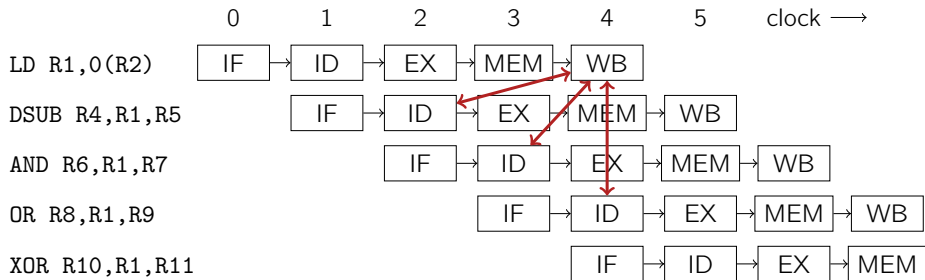 0 1 2 3 4 5 clock
LD R1,0(R2) IF ID EX MEM WB
DSUB R4,R1,R5 IF ID EX MEM WB
AND R6,R1,R7 IF ID EX MEM WB
OR R8,R1,R9 IF ID EX MEM WB
XOR R10,R1,R11 IF ID EX MEM